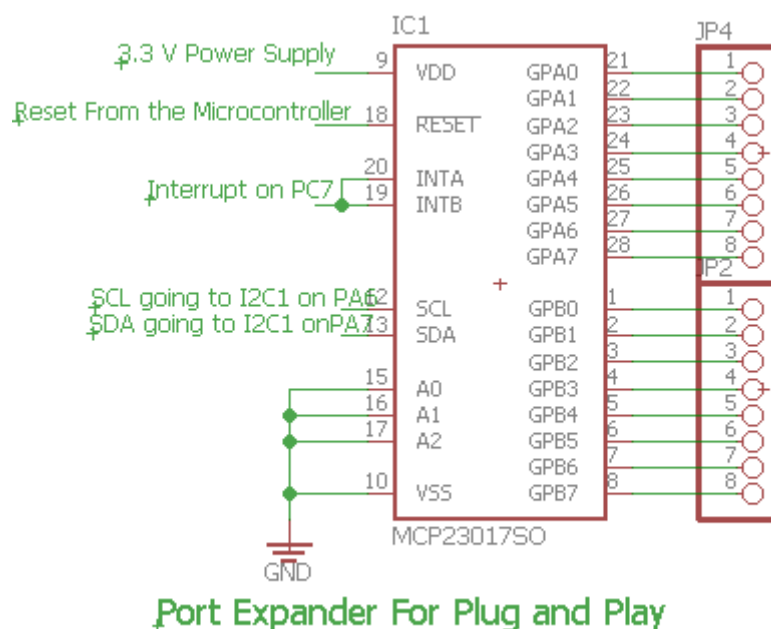 IC1
JP4
3.3 V Power Supply
9 VDD GPA0 21 1
GPA1 22 2
Reset From the Microcontroller
18 RESET GPA2 23 3
GPA3 24 4
20 INTA GPA4 25 5
Interrupt on PC7
19 INTB GPA5 26 6
GPA6 27 7
GPA7 28 8
JP2
SCL going to I2C1 on PA6
12 SCL GPB0 1 1
SDA going to I2C1 onPA7
13 SDA GPB1 2 2
GPB2 3 3
15 A0 GPB3 4 4
16 A1 GPB4 5 5
17 A2 GPB5 6 6
GPB6 7 7
10 VSS GPB7 8 8
MCP23017SO
GND
Port Expander For Plug and Play